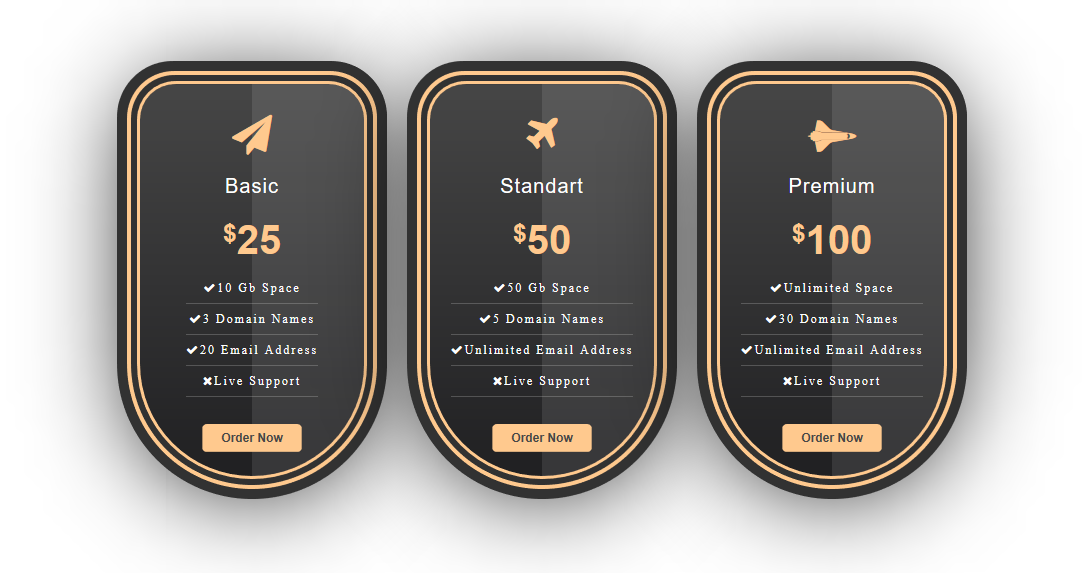 Basic
$25
10 Gb Space
3 Domain Names
20 Email Address
Live Support
Order Now
Standart
$50
50 Gb Space
5 Domain Names
Unlimited Email Address
Live Support
Order Now
Premium
$100
Unlimited Space
30 Domain Names
Unlimited Email Address
Live Support
Order Now